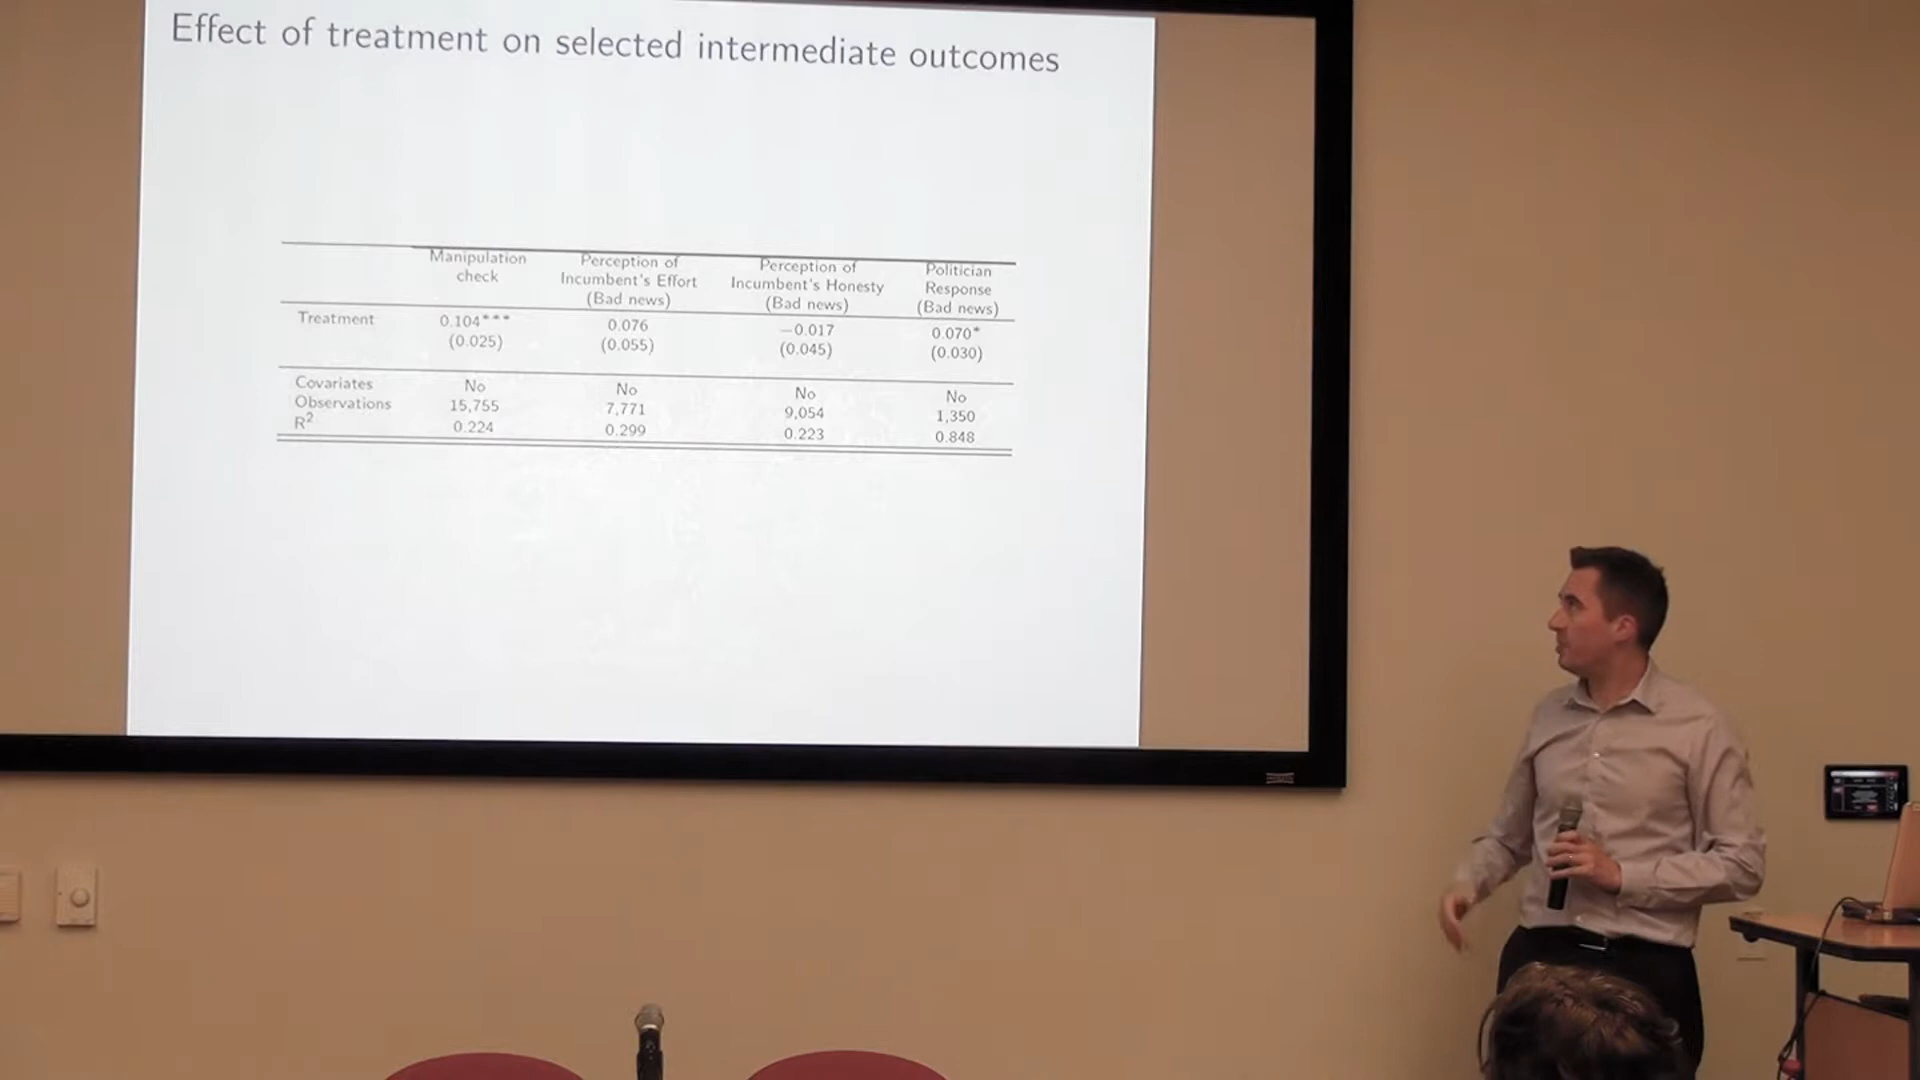 Effect of treatment on selected intermediate outcomes
Manipulation check Perception of Incumbent's Effort (Bad news) Perception of Incumbent's Honesty (Bad news) Politician Response (Bad news)
Treatment 0.104*** 0.076 −0.017 0.070*
(0.025) (0.055) (0.045) (0.030)
Covariates No No No No
Observations 15,755 7,771 9,054 1,350
R² 0.224 0.299 0.223 0.848